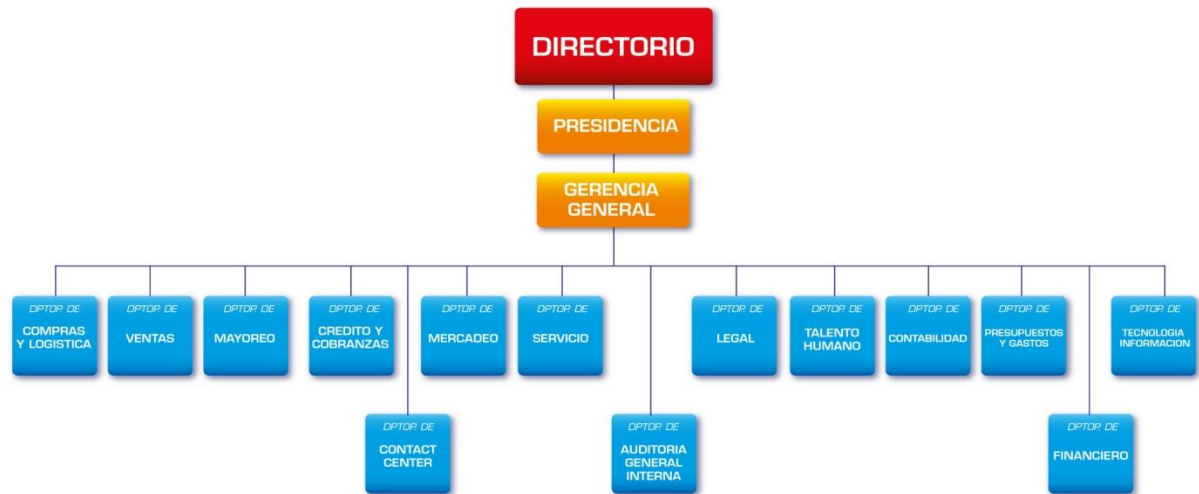 DIRECTORIO
PRESIDENCIA
GERENCIA
GENERAL
DPTOP. DE
COMPRAS
Y LOGISTICA
DPTOP. DE
VENTAS
DPTOP. DE
MAYOREO
DPTOP. DE
CREDITO Y
COBRANZAS
DPTOP. DE
MERCADEO
DPTOP. DE
SERVICIO
DPTOP. DE
LEGAL
DPTOP. DE
TALENTO
HUMANO
DPTOP. DE
CONTABILIDAD
DPTOP. DE
PRESUPUESTOS
Y GASTOS
DPTOP. DE
TECNOLOGIA
INFORMACION
DPTOP. DE
CONTACT
CENTER
DPTOP. DE
AUDITORIA
GENERAL
INTERNA
DPTOP. DE
FINANCIERO